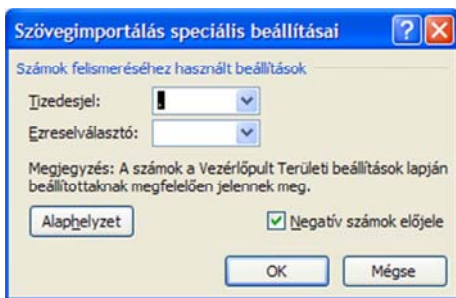 Szövegimportálás speciális beállításai
Számok felismeréséhez használt beállítások
Tizedesjel: .
Ezreselválasztó:
Megjegyzés: A számok a Vezérlőpult Területi beállítások lapján
beállítottaknak megfelelően jelennek meg.
Alaphelyzet Negatív számok előjele
OK Mégse